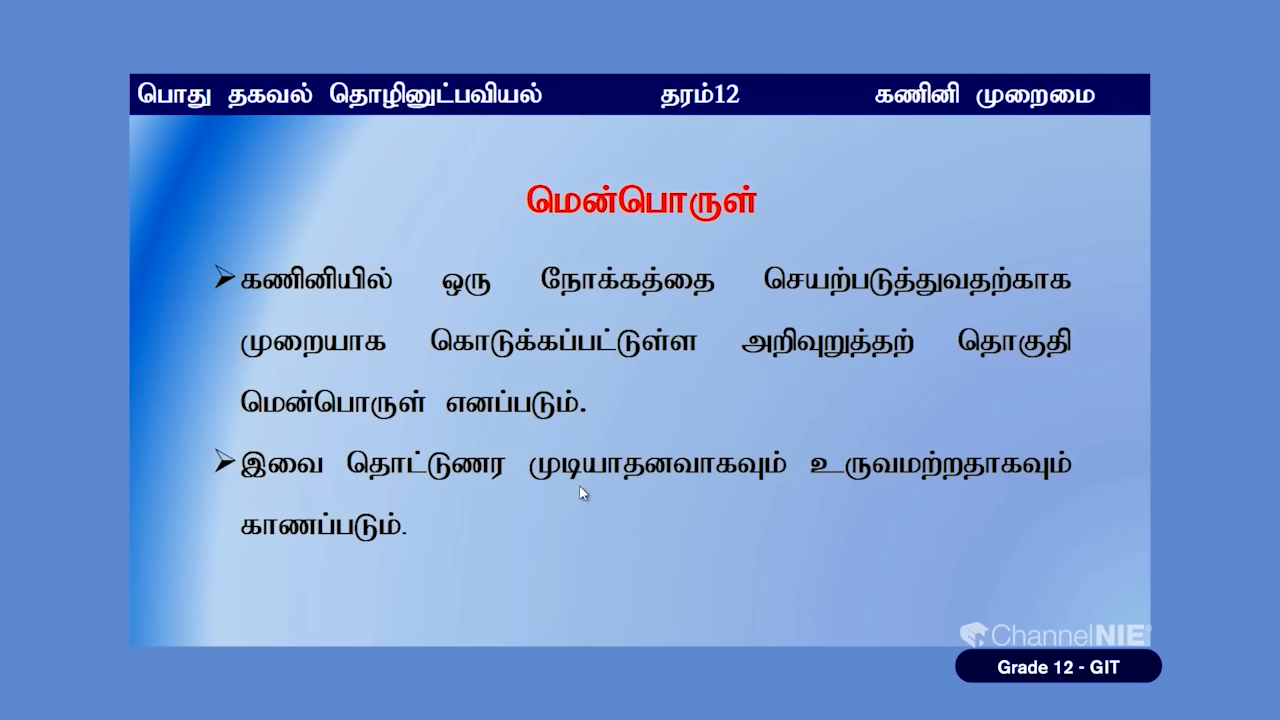 பொது தகவல் தொழினுட்பவியல் தரம்12 கணினி முறைமை
மென்பொருள்
➢கணினியில் ஒரு நோக்கத்தை செயற்படுத்துவதற்காக
முறையாக கொடுக்கப்பட்டுள்ள அறிவுறுத்தற் தொகுதி
மென்பொருள் எனப்படும்.
➢இவை தொட்டுணர முடியாதனவாகவும் உருவமற்றதாகவும்
காணப்படும்.
ChannelNIE
Grade 12 - GIT